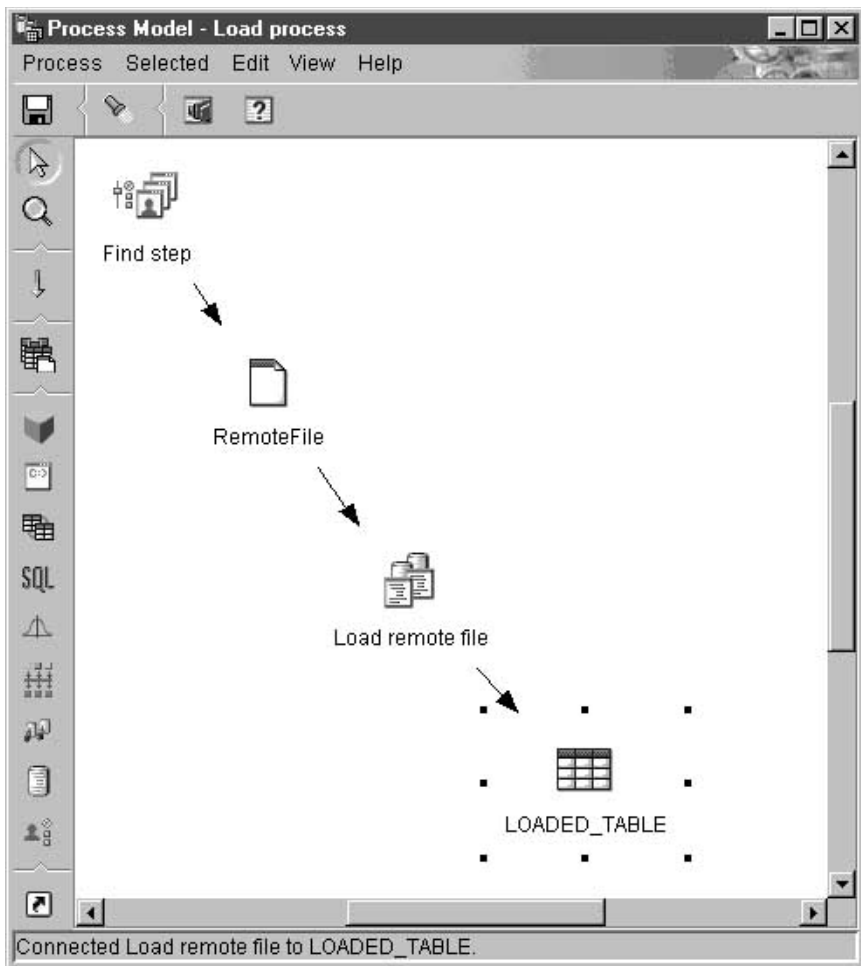 Process Model - Load process
Process Selected Edit View Help
Find step
RemoteFile
SQL
Load remote file
LOADED_TABLE
Connected Load remote file to LOADED_TABLE.